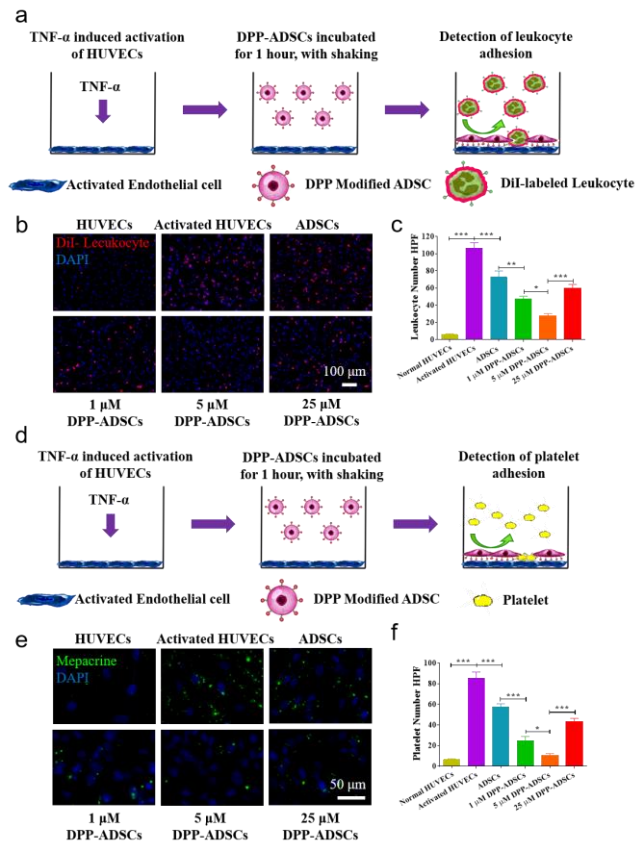 a
TNF-α induced activation
of HUVECs
DPP-ADSCs incubated
for 1 hour, with shaking
Detection of leukocyte
adhesion
TNF-α
Activated Endothelial cell
DPP Modified ADSC
DiI-labeled Leukocyte
b
HUVECs
Activated HUVECs
ADSCs
DiI- Lecukocyte
DAPI
100 μm
1 μM
DPP-ADSCs
5 μM
DPP-ADSCs
25 μM
DPP-ADSCs
c
Leukocyte Number HPF
120
100
80
60
40
20
0
*** *** ** * ***
Normal HUVECs
Activated HUVECs
ADSCs
1 μM DPP-ADSCs
5 μM DPP-ADSCs
25 μM DPP-ADSCs
d
TNF-α induced activation
of HUVECs
DPP-ADSCs incubated
for 1 hour, with shaking
Detection of platelet
adhesion
TNF-α
Activated Endothelial cell
DPP Modified ADSC
Platelet
e
HUVECs
Activated HUVECs
ADSCs
Mepacrine
DAPI
50 μm
1 μM
DPP-ADSCs
5 μM
DPP-ADSCs
25 μM
DPP-ADSCs
f
Platelet Number HPF
100
80
60
40
20
0
*** *** *** * ***
Normal HUVECs
Activated HUVECs
ADSCs
1 μM DPP-ADSCs
5 μM DPP-ADSCs
25 μM DPP-ADSCs